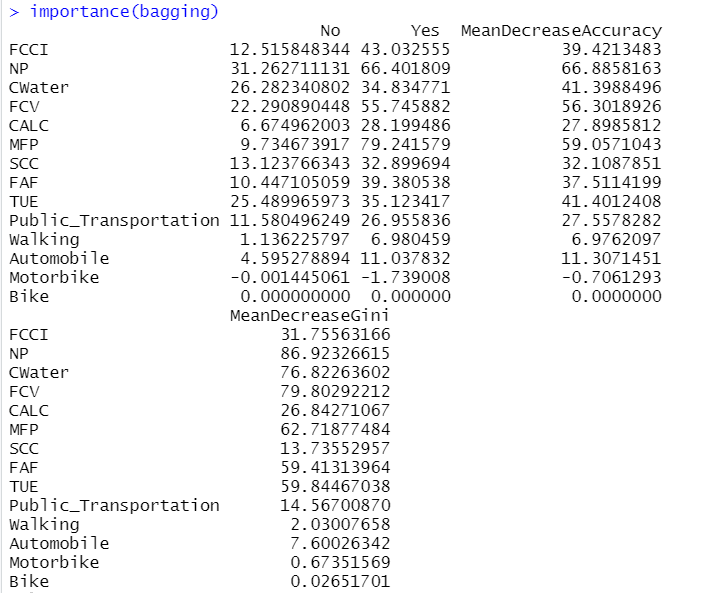 > importance(bagging)
No Yes MeanDecreaseAccuracy
FCCI 12.515848344 43.032555 39.4213483
NP 31.262711131 66.401809 66.8858163
CWater 26.282340802 34.834771 41.3988496
FCV 22.290890448 55.745882 56.3018926
CALC 6.674962003 28.199486 27.8985812
MFP 9.734673917 79.241579 59.0571043
SCC 13.123766343 32.899694 32.1087851
FAF 10.447105059 39.380538 37.5114199
TUE 25.489965973 35.123417 41.4012408
Public_Transportation 11.580496249 26.955836 27.5578282
Walking 1.136225797 6.980459 6.9762097
Automobile 4.595278894 11.037832 11.3071451
Motorbike -0.001445061 -1.739008 -0.7061293
Bike 0.000000000 0.000000 0.0000000
MeanDecreaseGini
FCCI 31.75563166
NP 86.92326615
CWater 76.82263602
FCV 79.80292212
CALC 26.84271067
MFP 62.71877484
SCC 13.73552957
FAF 59.41313964
TUE 59.84467038
Public_Transportation 14.56700870
Walking 2.03007658
Automobile 7.60026342
Motorbike 0.67351569
Bike 0.02651701